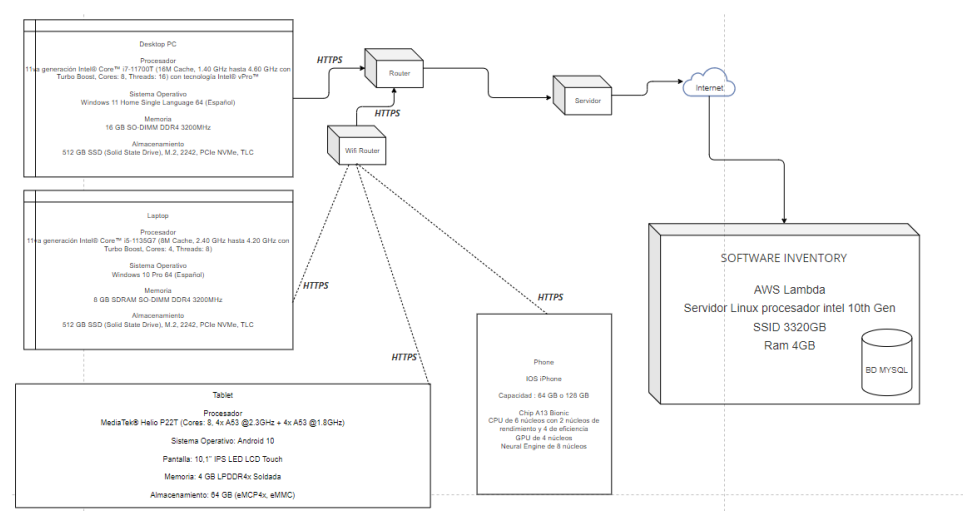 Desktop PC
Procesador
11va generación Intel® Core™ i7-11700T (16M Cache, 1.40 GHz hasta 4.60 GHz con
Turbo Boost, Cores: 8, Threads: 16) con tecnología Intel® vPro™
Sistema Operativo
Windows 11 Home Single Language 64 (Español)
Memoria
16 GB SO-DIMM DDR4 3200MHz
Almacenamiento
512 GB SSD (Solid State Drive), M.2, 2242, PCIe NVMe, TLC
HTTPS
Router
HTTPS
Wifi Router
Servidor
Internet
Laptop
Procesador
11va generación Intel® Core™ i5-1135G7 (8M Cache, 2.40 GHz hasta 4.20 GHz con
Turbo Boost, Cores: 4, Threads: 8)
Sistema Operativo
Windows 10 Pro 64 (Español)
Memoria
8 GB SDRAM SO-DIMM DDR4 3200MHz
Almacenamiento
512 GB SSD (Solid State Drive), M.2, 2242, PCIe NVMe, TLC
HTTPS
HTTPS
HTTPS
SOFTWARE INVENTORY
AWS Lambda
Servidor Linux procesador intel 10th Gen
SSID 3320GB
Ram 4GB
BD MYSQL
Tablet
Procesador
MediaTek® Helio P22T (Cores: 8, 4x A53 @2.3GHz + 4x A53 @1.8GHz)
Sistema Operativo: Android 10
Pantalla: 10,1" IPS LED LCD Touch
Memoria: 4 GB LPDDR4x Soldada
Almacenamiento: 64 GB (eMCP4x, eMMC)
Phone
IOS iPhone
Capacidad : 64 GB o 128 GB
Chip A13 Bionic
CPU de 6 núcleos con 2 núcleos de
rendimiento y 4 de eficiencia
GPU de 4 núcleos
Neural Engine de 8 núcleos